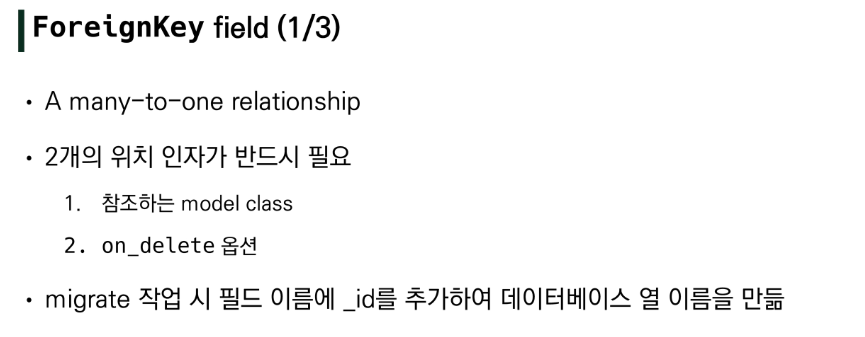 ForeignKey field (1/3)
• A many-to-one relationship
• 2개의 위치 인자가 반드시 필요
1. 참조하는 model class
2. on_delete 옵션
• migrate 작업 시 필드 이름에 _id를 추가하여 데이터베이스 열 이름을 만듦